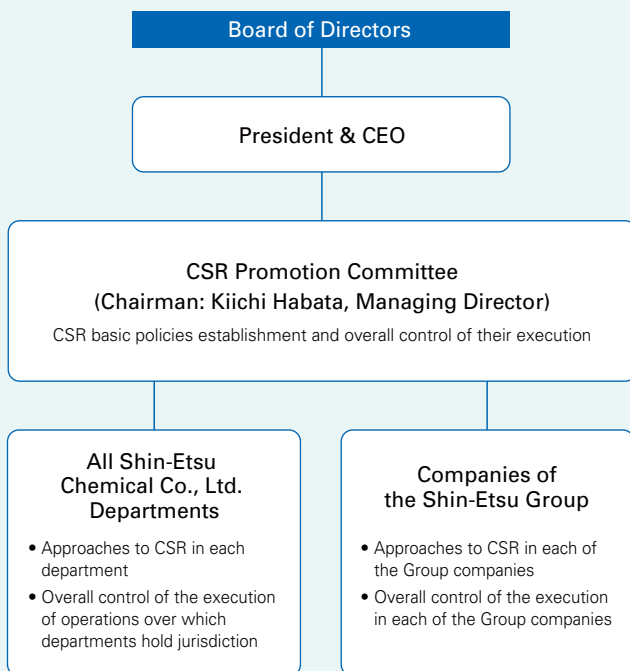 Board of Directors
President & CEO
CSR Promotion Committee
(Chairman: Kiichi Habata, Managing Director)
CSR basic policies establishment and overall control of their execution
All Shin-Etsu
Chemical Co., Ltd.
Departments
• Approaches to CSR in each
department
• Overall control of the execution
of operations over which
departments hold jurisdiction
Companies of
the Shin-Etsu Group
• Approaches to CSR in each of
the Group companies
• Overall control of the execution
in each of the Group companies